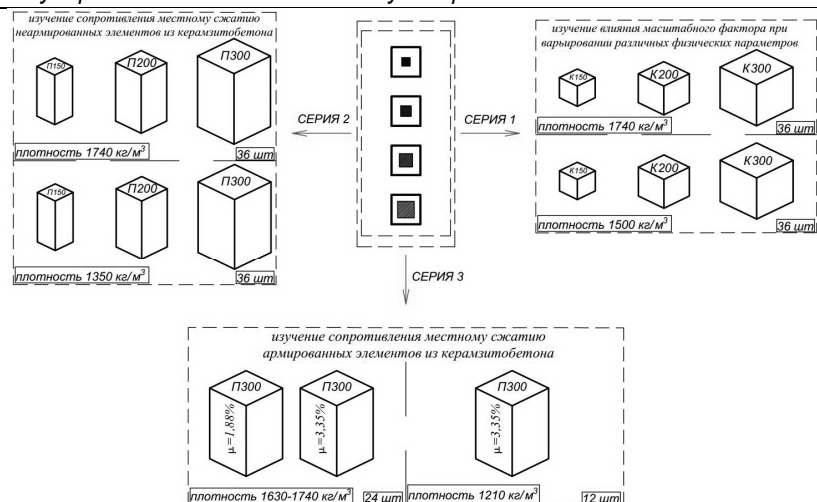 изучение сопротивления местному сжатию
неармированных элементов из керамзитобетона
П150
П200
П300
плотность 1740 кг/м³
36 шт
П150
П200
П300
плотность 1350 кг/м³
36 шт
СЕРИЯ 2
СЕРИЯ 1
СЕРИЯ 3
изучение влияния масштабного фактора при
варьировании различных физических параметров
К150
К200
К300
плотность 1740 кг/м³
36 шт
К150
К200
К300
плотность 1500 кг/м³
36 шт
изучение сопротивления местному сжатию
армированных элементов из керамзитобетона
П300
μ=1,88%
П300
μ=3,35%
П300
μ=3,35%
плотность 1630-1740 кг/м³
24 шт
плотность 1210 кг/м³
12 шт